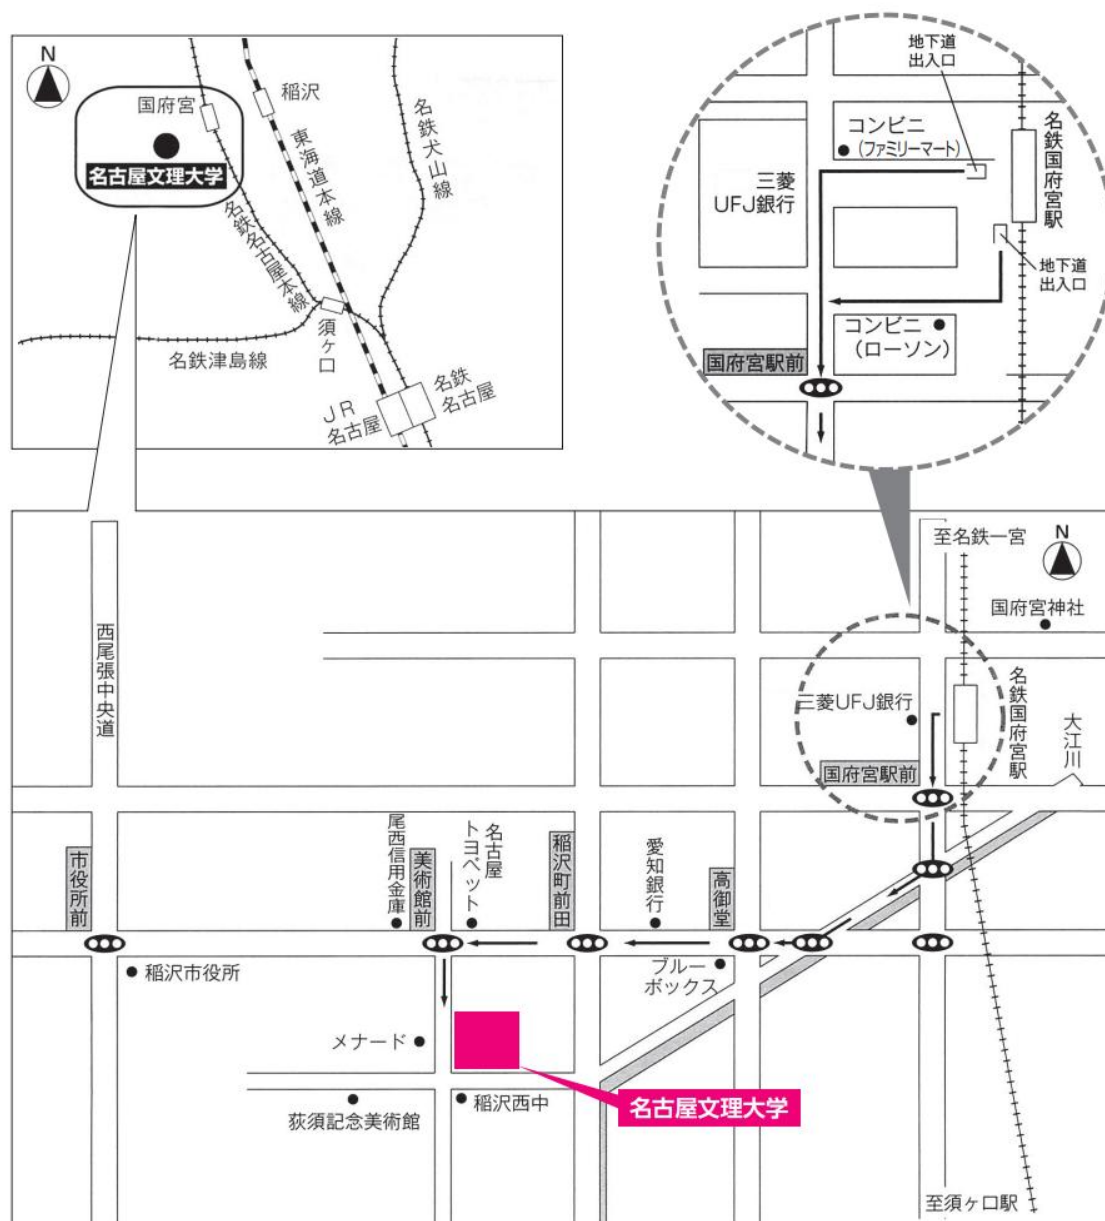 N
国府宮
稲沢
名古屋文理大学
東海道本線
名鉄犬山線
名鉄名古屋本線
須ヶ口
名鉄津島線
JR
名古屋
名鉄
名古屋
地下道
出入口
コンビニ
(ファミリーマート)
名鉄国府宮駅
三菱
UFJ銀行
地下道
出入口
コンビニ
(ローソン)
国府宮駅前
至名鉄一宮
N
国府宮神社
西尾張中央道
三菱UFJ銀行
名鉄国府宮駅
大江川
国府宮駅前
市役所前
尾西信用金庫
美術館前
名古屋
トヨペット
稲沢町前田
愛知銀行
高御堂
稲沢市役所
ブルー
ボックス
メナード
名古屋文理大学
荻須記念美術館
稲沢西中
至須ヶ口駅